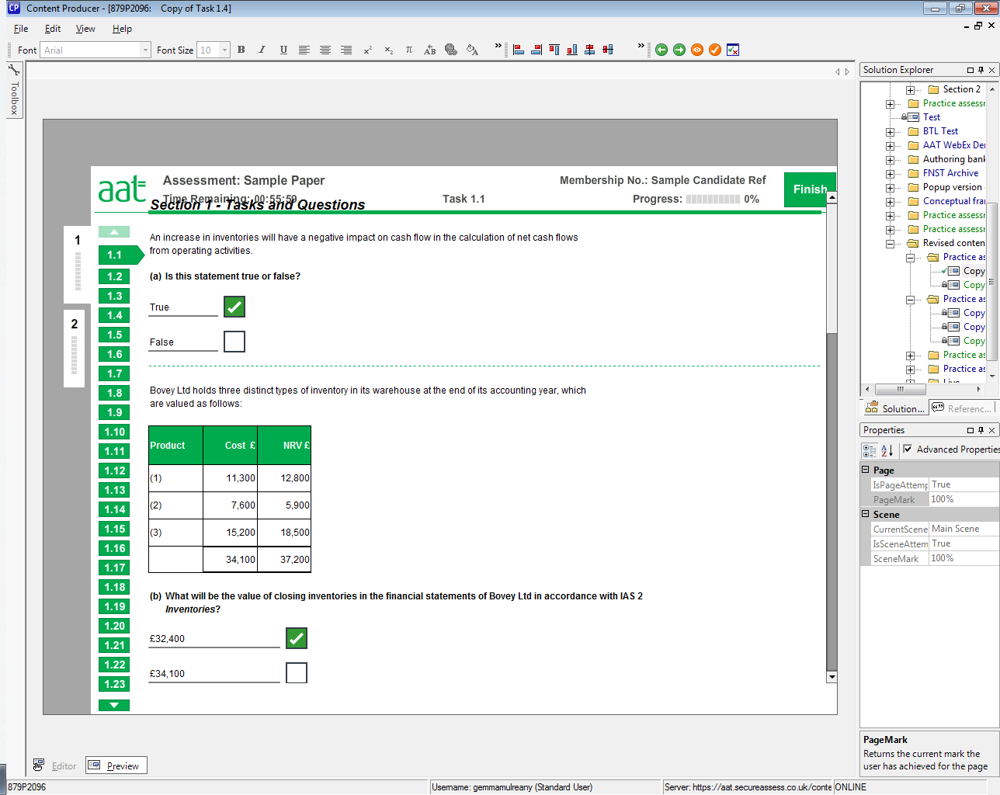 Content Producer - [879P2096:    Copy of Task 1.4]
File Edit View Help
Font Arial Font Size 10 B I U
Toolbox
aat
Assessment: Sample Paper
Membership No.: Sample Candidate Ref
Finish
Time Remaining: 00:55:59
Task 1.1
Progress: 0%
Section 1 - Tasks and Questions
1
2
1.1
1.2
1.3
1.4
1.5
1.6
1.7
1.8
1.9
1.10
1.11
1.12
1.13
1.14
1.15
1.16
1.17
1.18
1.19
1.20
1.21
1.22
1.23
An increase in inventories will have a negative impact on cash flow in the calculation of net cash flows
from operating activities.
(a) Is this statement true or false?
True
False
Bovey Ltd holds three distinct types of inventory in its warehouse at the end of its accounting year, which
are valued as follows:
Product Cost £ NRV £
(1) 11,300 12,800
(2) 7,600 5,900
(3) 15,200 18,500
34,100 37,200
(b) What will be the value of closing inventories in the financial statements of Bovey Ltd in accordance with IAS 2
Inventories?
£32,400
£34,100
Editor Preview
Solution Explorer
Section 2
Practice assessr
Test
BTL Test
AAT WebEx Der
Authoring bank
FNST Archive
Popup version
Conceptual frar
Practice assessr
Practice assessr
Revised conten
Practice as
Copy
Copy
Practice as
Copy
Copy
Copy
Practice as
Practice as
Live
Solution... Referenc...
Properties
Advanced Properties
Page
IsPageAttemp True
PageMark 100%
Scene
CurrentScene Main Scene
IsSceneAttem True
SceneMark 100%
PageMark
Returns the current mark the
user has achieved for the page
879P2096
Username: gemmamulreany (Standard User)
Server: https://aat.secureassess.co.uk/conte
ONLINE